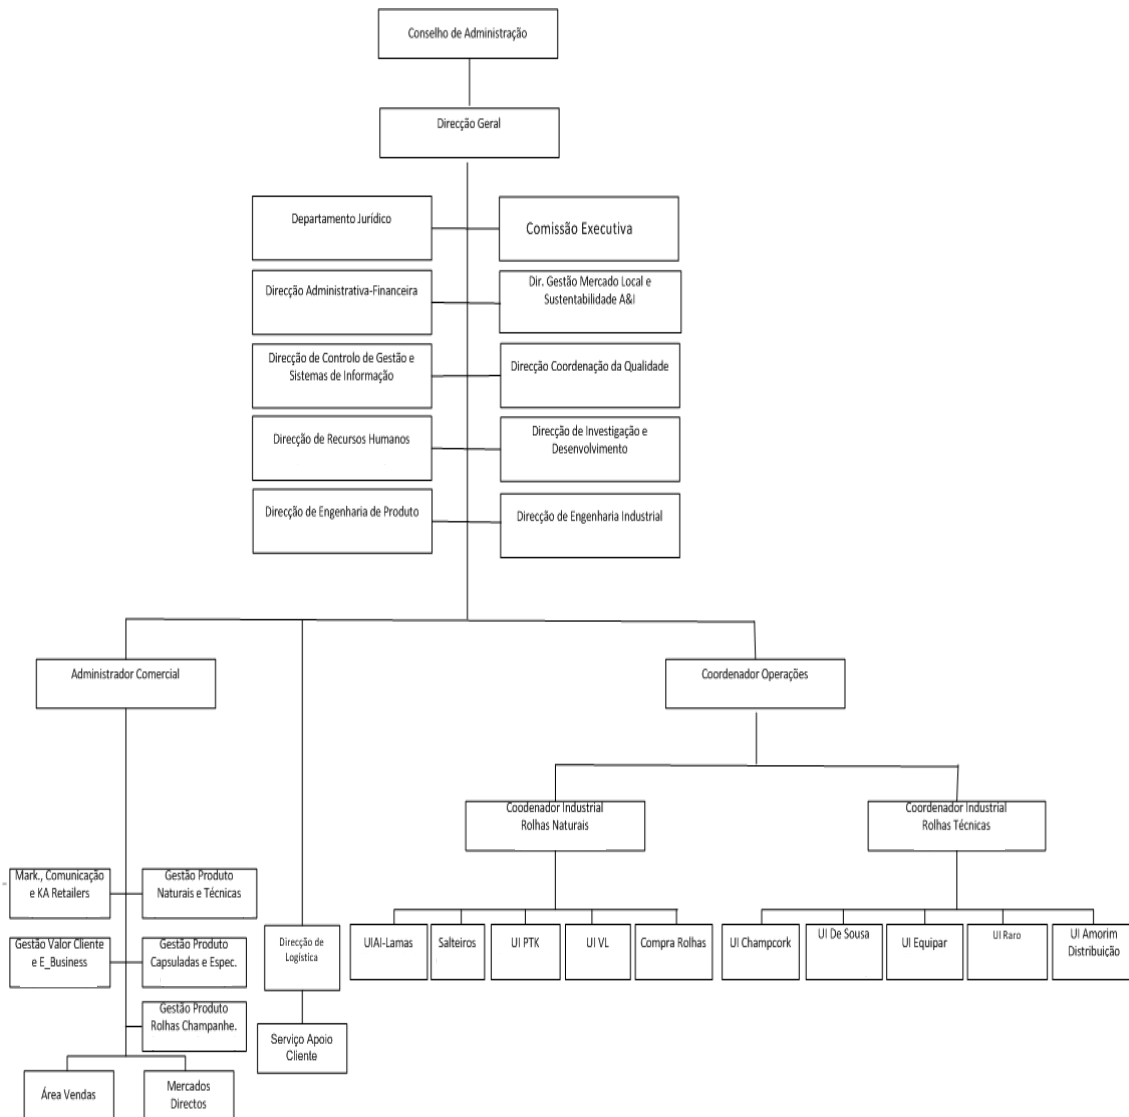 Conselho de Administração
Direcção Geral
Departamento Jurídico
Comissão Executiva
Direcção Administrativa-Financeira
Dir. Gestão Mercado Local e
Sustentabilidade A&I
Direcção de Controlo de Gestão e
Sistemas de Informação
Direcção Coordenação da Qualidade
Direcção de Recursos Humanos
Direcção de Investigação e
Desenvolvimento
Direcção de Engenharia de Produto
Direcção de Engenharia Industrial
Administrador Comercial
Coordenador Operações
Coodenador Industrial
Rolhas Naturais
Coordenador Industrial
Rolhas Técnicas
Mark., Comunicação
e KA Retailers
Gestão Produto
Naturais e Técnicas
Gestão Valor Cliente
e E_Business
Gestão Produto
Capsuladas e Espec.
Gestão Produto
Rolhas Champanhe.
Área Vendas
Mercados
Directos
Direcção de
Logística
Serviço Apoio
Cliente
UIAI-Lamas
Salteiros
UI PTK
UI VL
Compra Rolhas
UI Champcork
UI De Sousa
UI Equipar
UI Raro
UI Amorim
Distribuição